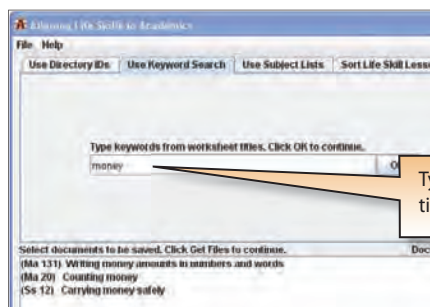 Aligning Life Skills to Academics
File Help
Use Directory IDs Use Keyword Search Use Subject Lists Sort Life Skill Lesso
Type keywords from worksheet titles. Click OK to continue.
money
O
Ty
ti
Select documents to be saved. Click Get Files to continue. Doc
(Ma 131) Writing money amounts in numbers and words
(Ma 20) Counting money
(Ss 12) Carrying money safely